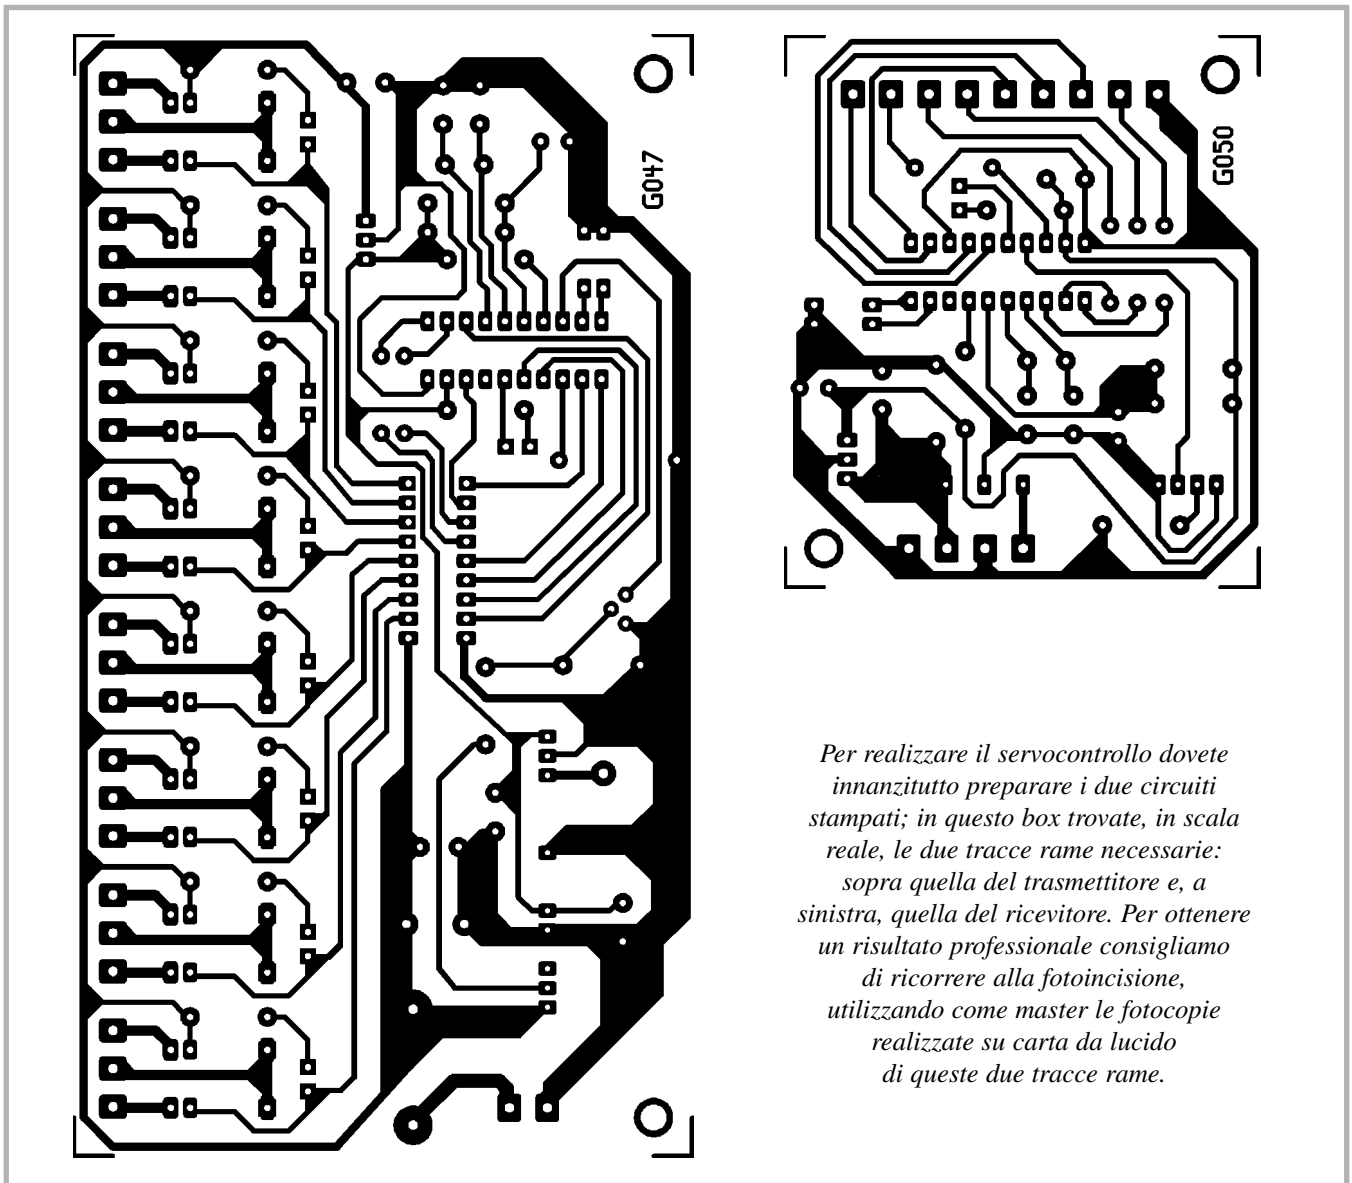 G047
G050
Per realizzare il servocontrollo dovete
innanzitutto preparare i due circuiti
stampati; in questo box trovate, in scala
reale, le due tracce rame necessarie:
sopra quella del trasmettitore e, a
sinistra, quella del ricevitore. Per ottenere
un risultato professionale consigliamo
di ricorrere alla fotoincisione,
utilizzando come master le fotocopie
realizzate su carta da lucido
di queste due tracce rame.